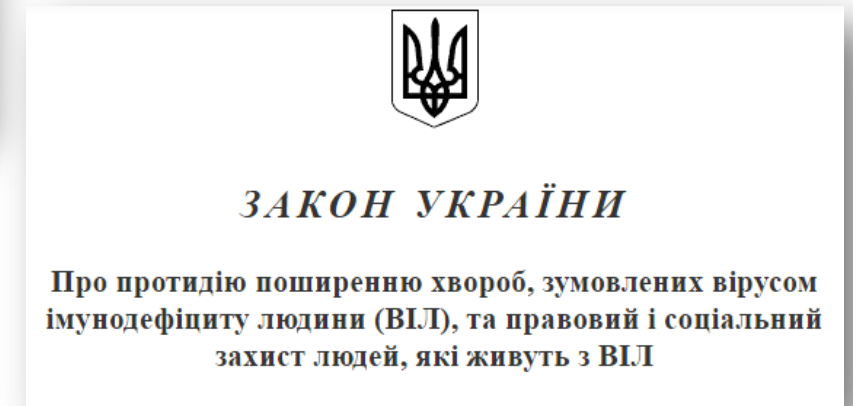 ЗАКОН УКРАЇНИ
Про протидію поширенню хвороб, зумовлених вірусом
імунодефіциту людини (ВІЛ), та правовий і соціальний
захист людей, які живуть з ВІЛ